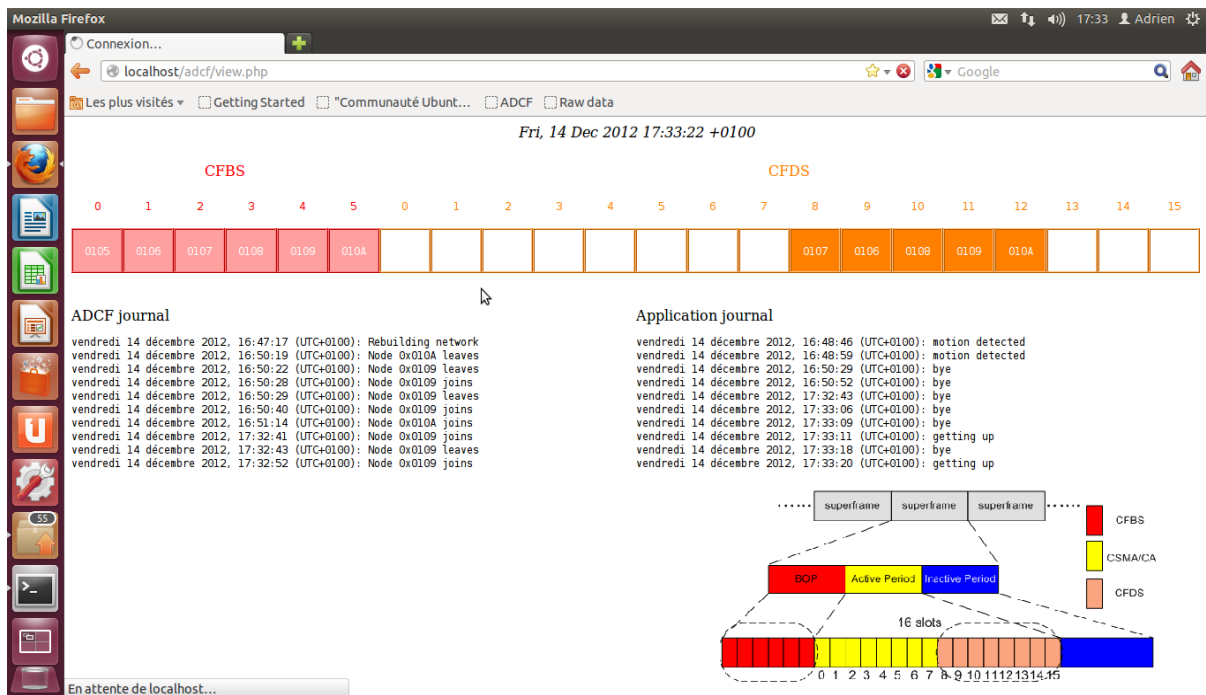 Mozilla Firefox
17:33 Adrien
Connexion...
localhost/adcf/view.php
Google
Les plus visités
Getting Started
"Communauté Ubunt...
ADCF
Raw data
Fri, 14 Dec 2012 17:33:22 +0100
CFBS CFDS
0 1 2 3 4 5 0 1 2 3 4 5 6 7 8 9 10 11 12 13 14 15
0105 0106 0107 0108 0109 010A 0107 0106 0108 0109 010A
ADCF journal
vendredi 14 décembre 2012, 16:47:17 (UTC+0100): Rebuilding network
vendredi 14 décembre 2012, 16:50:19 (UTC+0100): Node 0x010A leaves
vendredi 14 décembre 2012, 16:50:22 (UTC+0100): Node 0x0109 leaves
vendredi 14 décembre 2012, 16:50:28 (UTC+0100): Node 0x0109 joins
vendredi 14 décembre 2012, 16:50:29 (UTC+0100): Node 0x0109 leaves
vendredi 14 décembre 2012, 16:50:40 (UTC+0100): Node 0x0109 joins
vendredi 14 décembre 2012, 16:51:14 (UTC+0100): Node 0x010A joins
vendredi 14 décembre 2012, 17:32:41 (UTC+0100): Node 0x0109 joins
vendredi 14 décembre 2012, 17:32:43 (UTC+0100): Node 0x0109 leaves
vendredi 14 décembre 2012, 17:32:52 (UTC+0100): Node 0x0109 joins
Application journal
vendredi 14 décembre 2012, 16:48:46 (UTC+0100): motion detected
vendredi 14 décembre 2012, 16:48:59 (UTC+0100): motion detected
vendredi 14 décembre 2012, 16:50:29 (UTC+0100): bye
vendredi 14 décembre 2012, 16:50:52 (UTC+0100): bye
vendredi 14 décembre 2012, 17:32:43 (UTC+0100): bye
vendredi 14 décembre 2012, 17:33:06 (UTC+0100): bye
vendredi 14 décembre 2012, 17:33:09 (UTC+0100): bye
vendredi 14 décembre 2012, 17:33:11 (UTC+0100): getting up
vendredi 14 décembre 2012, 17:33:18 (UTC+0100): bye
vendredi 14 décembre 2012, 17:33:20 (UTC+0100): getting up
superframe superframe superframe
CFBS
CSMA/CA
CFDS
BOP Active Period Inactive Period
16 slots
0 1 2 3 4 5 6 7 8 9 10 11 12 13 14 15
55
En attente de localhost...